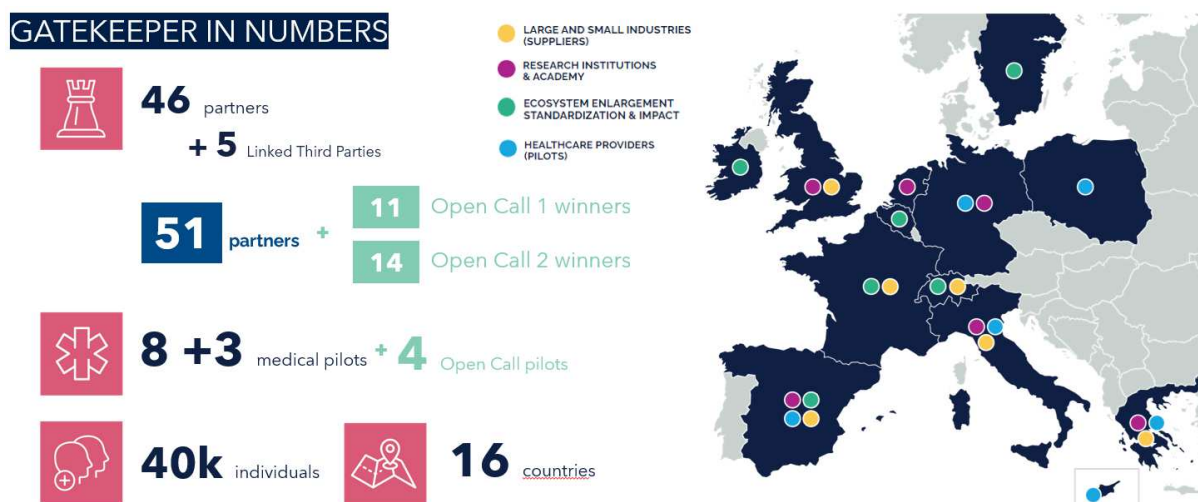 GATEKEEPER IN NUMBERS
46 partners
+ 5 Linked Third Parties
51 partners +
11 Open Call 1 winners
14 Open Call 2 winners
8 +3 medical pilots + 4 Open Call pilots
40k individuals
16 countries
LARGE AND SMALL INDUSTRIES
(SUPPLIERS)
RESEARCH INSTITUTIONS
& ACADEMY
ECOSYSTEM ENLARGEMENT
STANDARDIZATION & IMPACT
HEALTHCARE PROVIDERS
(PILOTS)